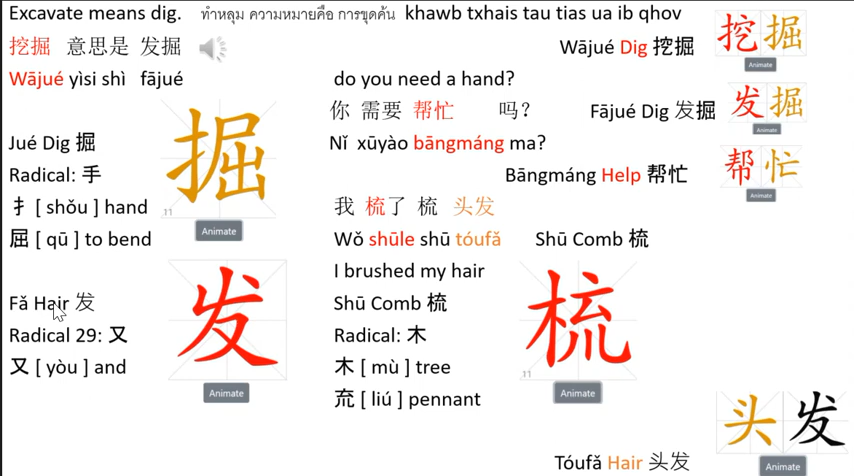 Excavate means dig. ทำหลุม ความหมายคือ การขุดค้น khawb txhais tau tias ua ib qhov
挖掘 意思是 发掘
Wājué yìsi shì fājué
Wājué Dig 挖掘
挖掘
Animate
do you need a hand?
你 需要 帮忙 吗?
Nǐ xūyào bāngmáng ma?
Fājué Dig 发掘
发掘
Animate
Bāngmáng Help 帮忙
帮忙
Animate
Jué Dig 掘
Radical: 手
扌 [ shǒu ] hand
屈 [ qū ] to bend
掘
11
Animate
我 梳了 梳 头发
Wǒ shūle shū tóufǎ
Shū Comb 梳
I brushed my hair
Shū Comb 梳
Radical: 木
木 [ mù ] tree
㐬 [ liú ] pennant
梳
11
Animate
Fǎ Hair 发
Radical 29: 又
又 [ yòu ] and
发
Animate
Tóufǎ Hair 头发
头发
Animate